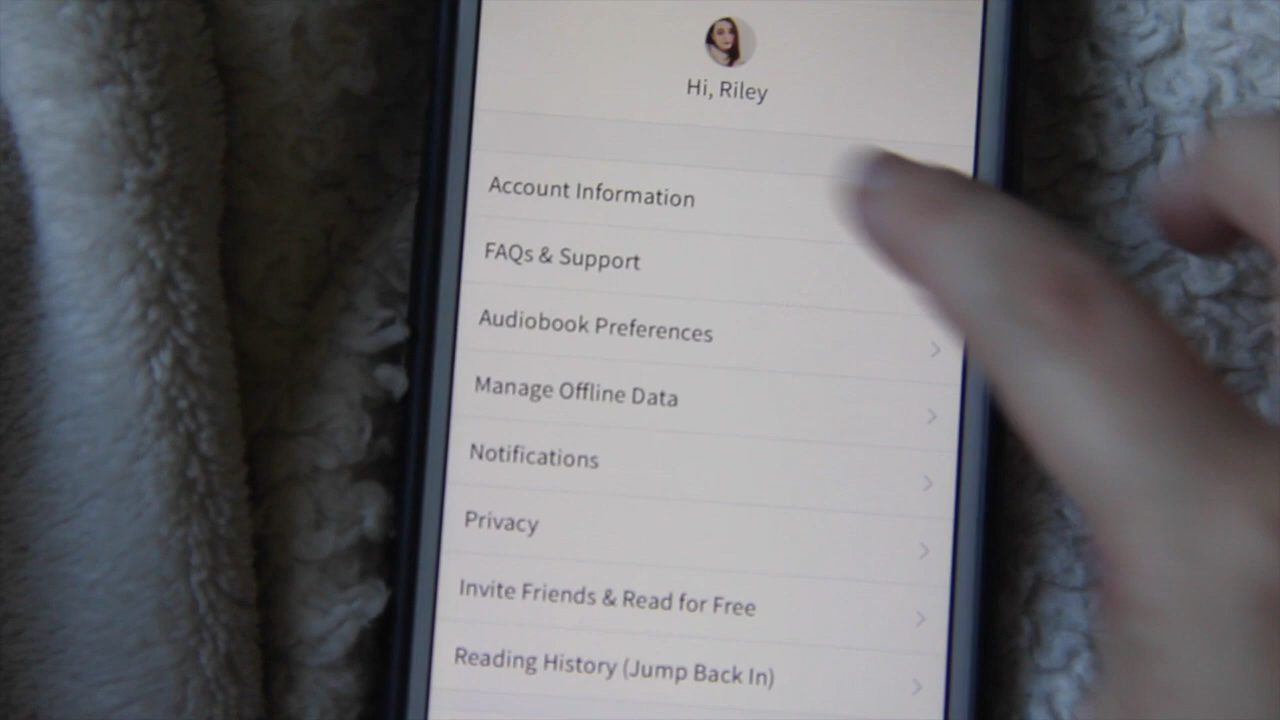 Hi, Riley
Account Information
FAQs & Support
Audiobook Preferences
Manage Offline Data
Notifications
Privacy
Invite Friends & Read for Free
Reading History (Jump Back In)